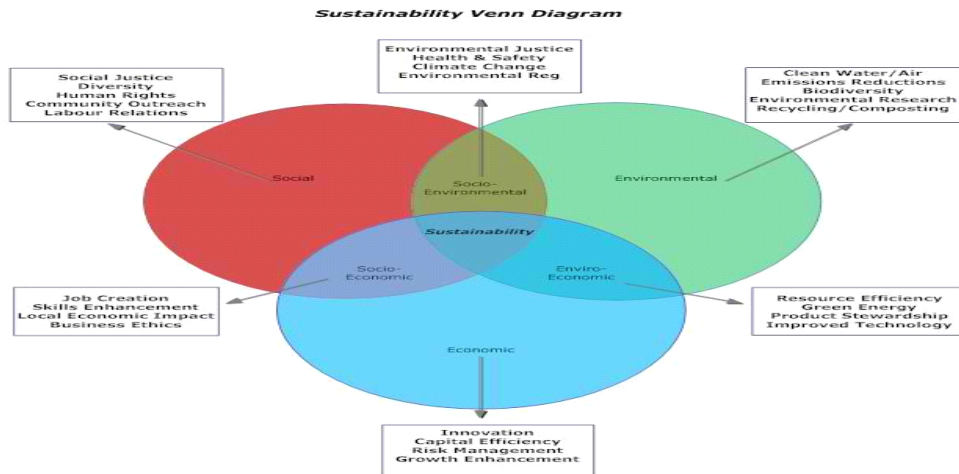 Sustainability Venn Diagram
Environmental Justice
Health & Safety
Climate Change
Environmental Reg
Social Justice
Diversity
Human Rights
Community Outreach
Labour Relations
Clean Water/Air
Emissions Reductions
Biodiversity
Environmental Research
Recycling/Composting
Social
Socio-
Environmental
Environmental
Sustainability
Socio-
Economic
Enviro-
Economic
Job Creation
Skills Enhancement
Local Economic Impact
Business Ethics
Resource Efficiency
Green Energy
Product Stewardship
Improved Technology
Economic
Innovation
Capital Efficiency
Risk Management
Growth Enhancement